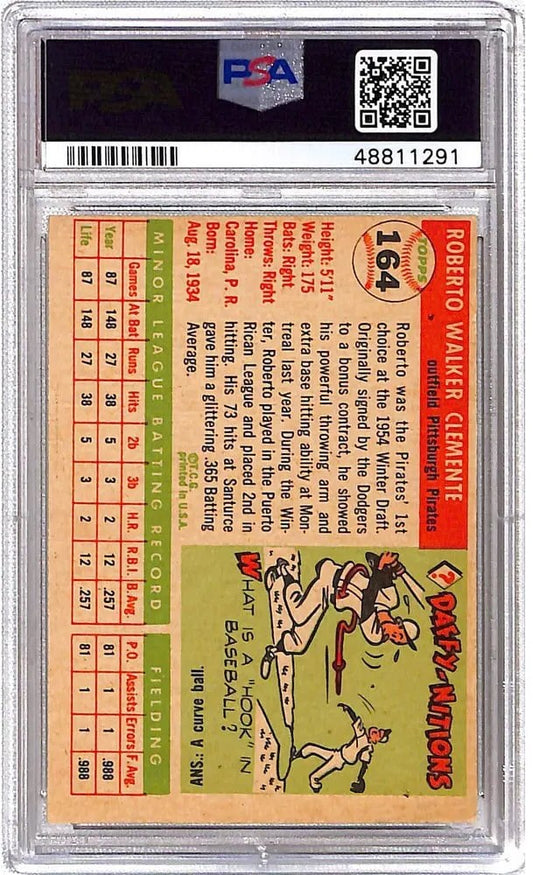 PSA
PSA
48811291
TOPPS
164
ROBERTO WALKER CLEMENTE
outfield Pittsburgh Pirates
Height: 5'11"
Weight: 175
Bats: Right
Throws: Right
Home:
Carolina, P. R.
Born:
Aug. 18, 1934
Roberto was the Pirates' 1st
choice at the 1954 Winter Draft.
Originally signed by the Dodgers
to a bonus contract, he showed
his powerful throwing arm and
extra base hitting ability at Mon-
treal last year. During the Win-
ter, Roberto played in the Puerto
Rican League and placed 2nd in
hitting. His 73 hits at Santurce
gave him a glittering .365 Batting
Average.
©T.C.G.
printed in U.S.A.
? DAFFY-NITIONS
WHAT IS A "HOOK" IN
BASEBALL?
ANS.: A curve ball.
MINOR LEAGUE BATTING RECORD FIELDING
Games At Bat Runs Hits 2b 3b H.R. R.B.I. B.Avg. P.O. Assists Errors F.Avg.
Year 87 148 27 38 5 3 2 12 .257 81 1 1 .988
Life 87 148 27 38 5 3 2 12 .257 81 1 1 .988